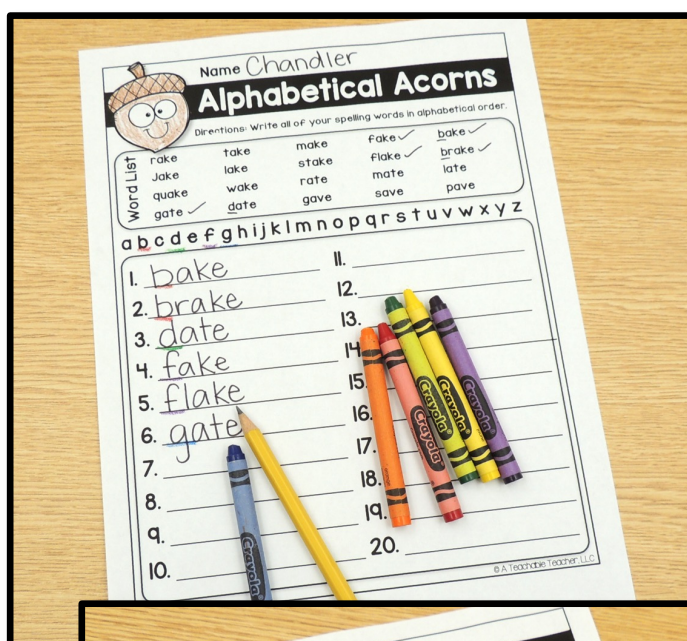 Name Chandler
Alphabetical Acorns
Directions: Write all of your spelling words in alphabetical order.
Word List
rake take make fake ✓ bake ✓
Jake lake stake flake ✓ brake ✓
quake wake rate mate late
gate ✓ date gave save pave
a b c d e f g h i j k l m n o p q r s t u v w x y z
1. bake
2. brake
3. date
4. fake
5. flake
6. gate
7.
8.
9.
10.
11.
12.
13.
14
15
16.
17.
18.
19.
20.
Crayola
Crayola
Crayola
Crayola
Crayola
© A Teachable Teacher, LLC